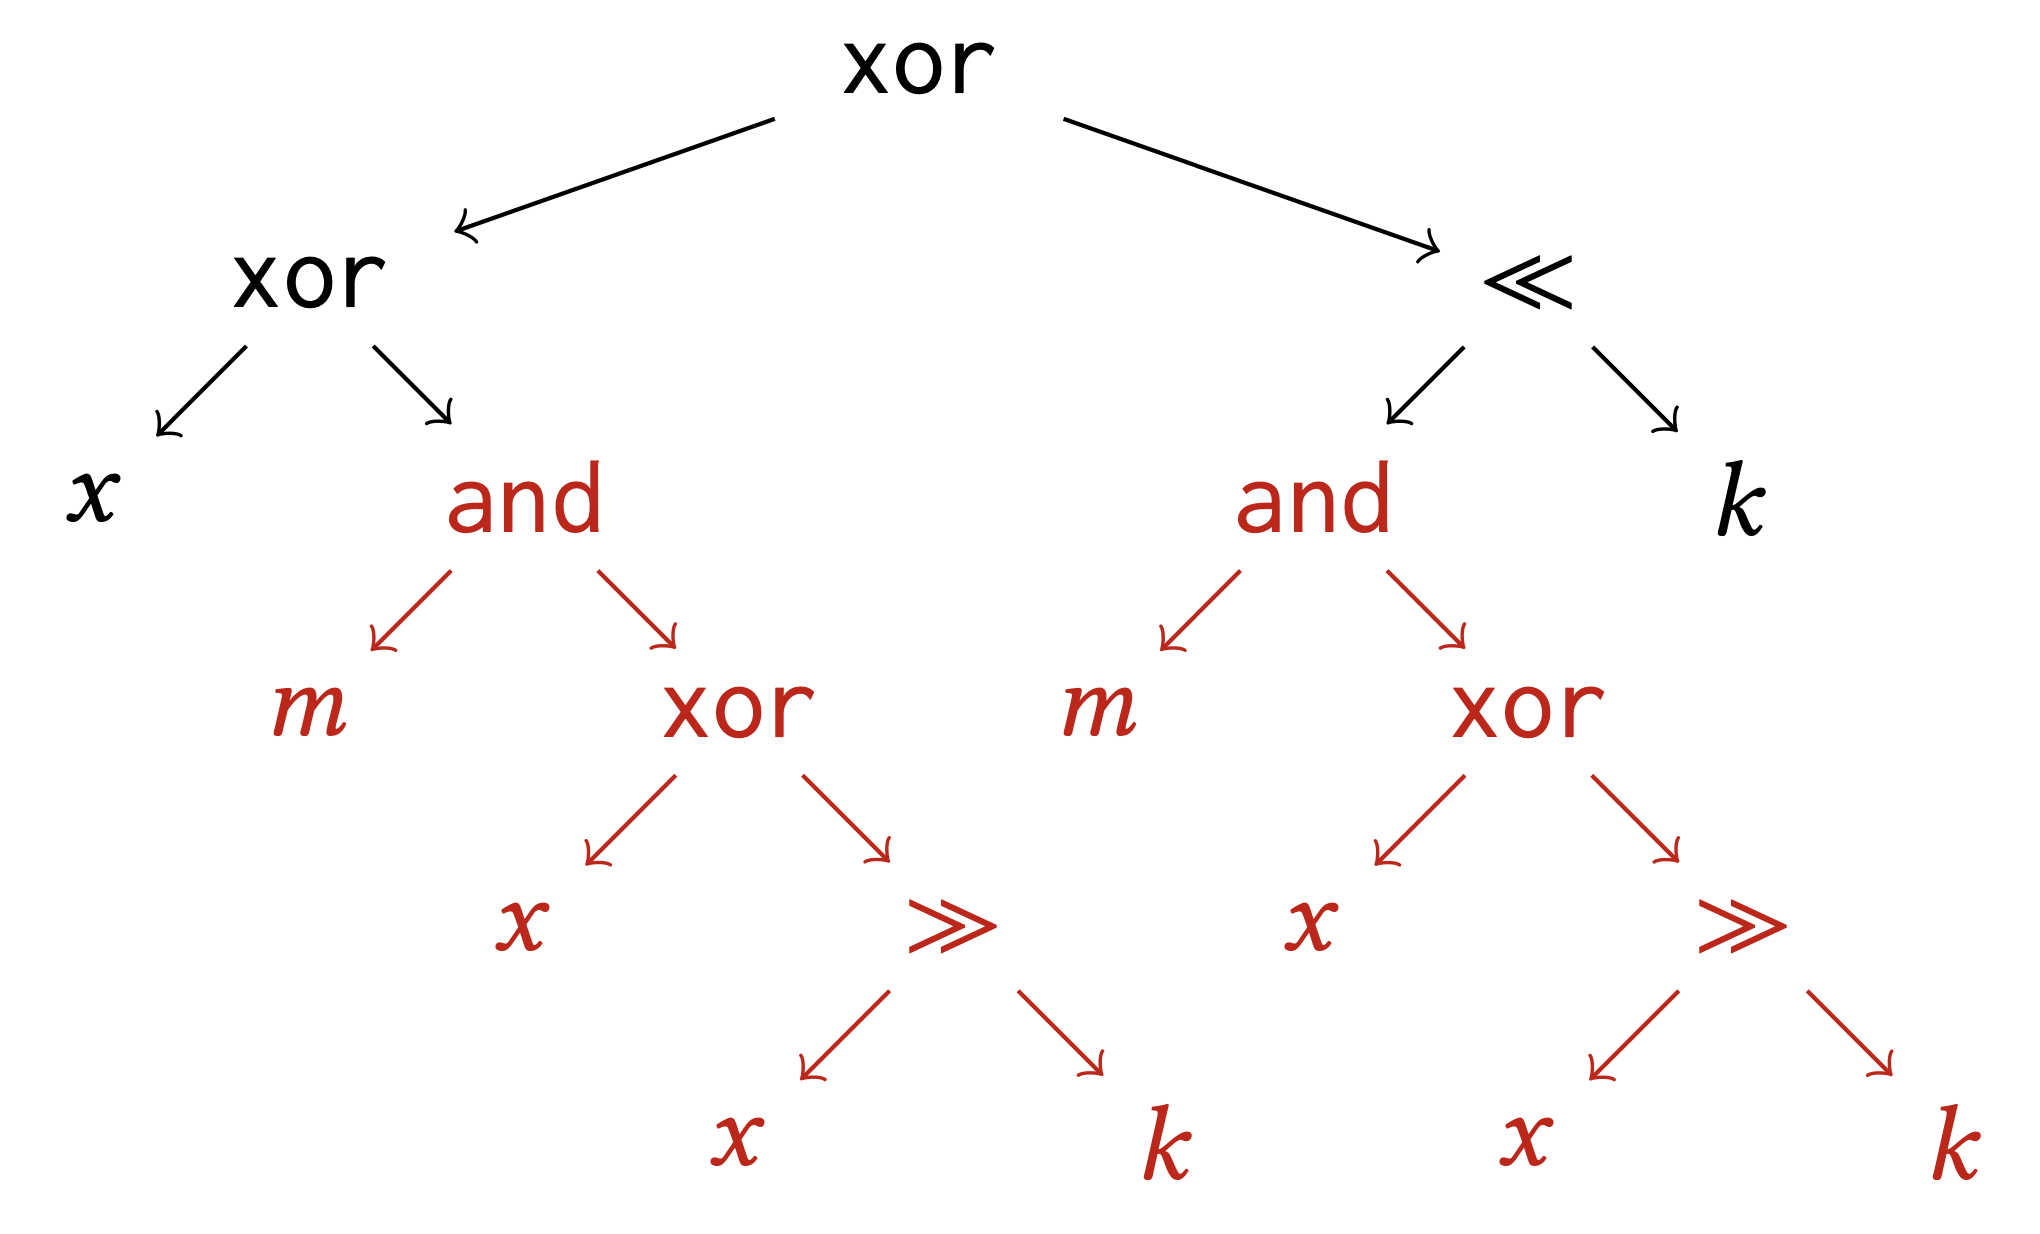 xor
xor ≪
x and and k
m xor m xor
x ≫ x ≫
x k x k